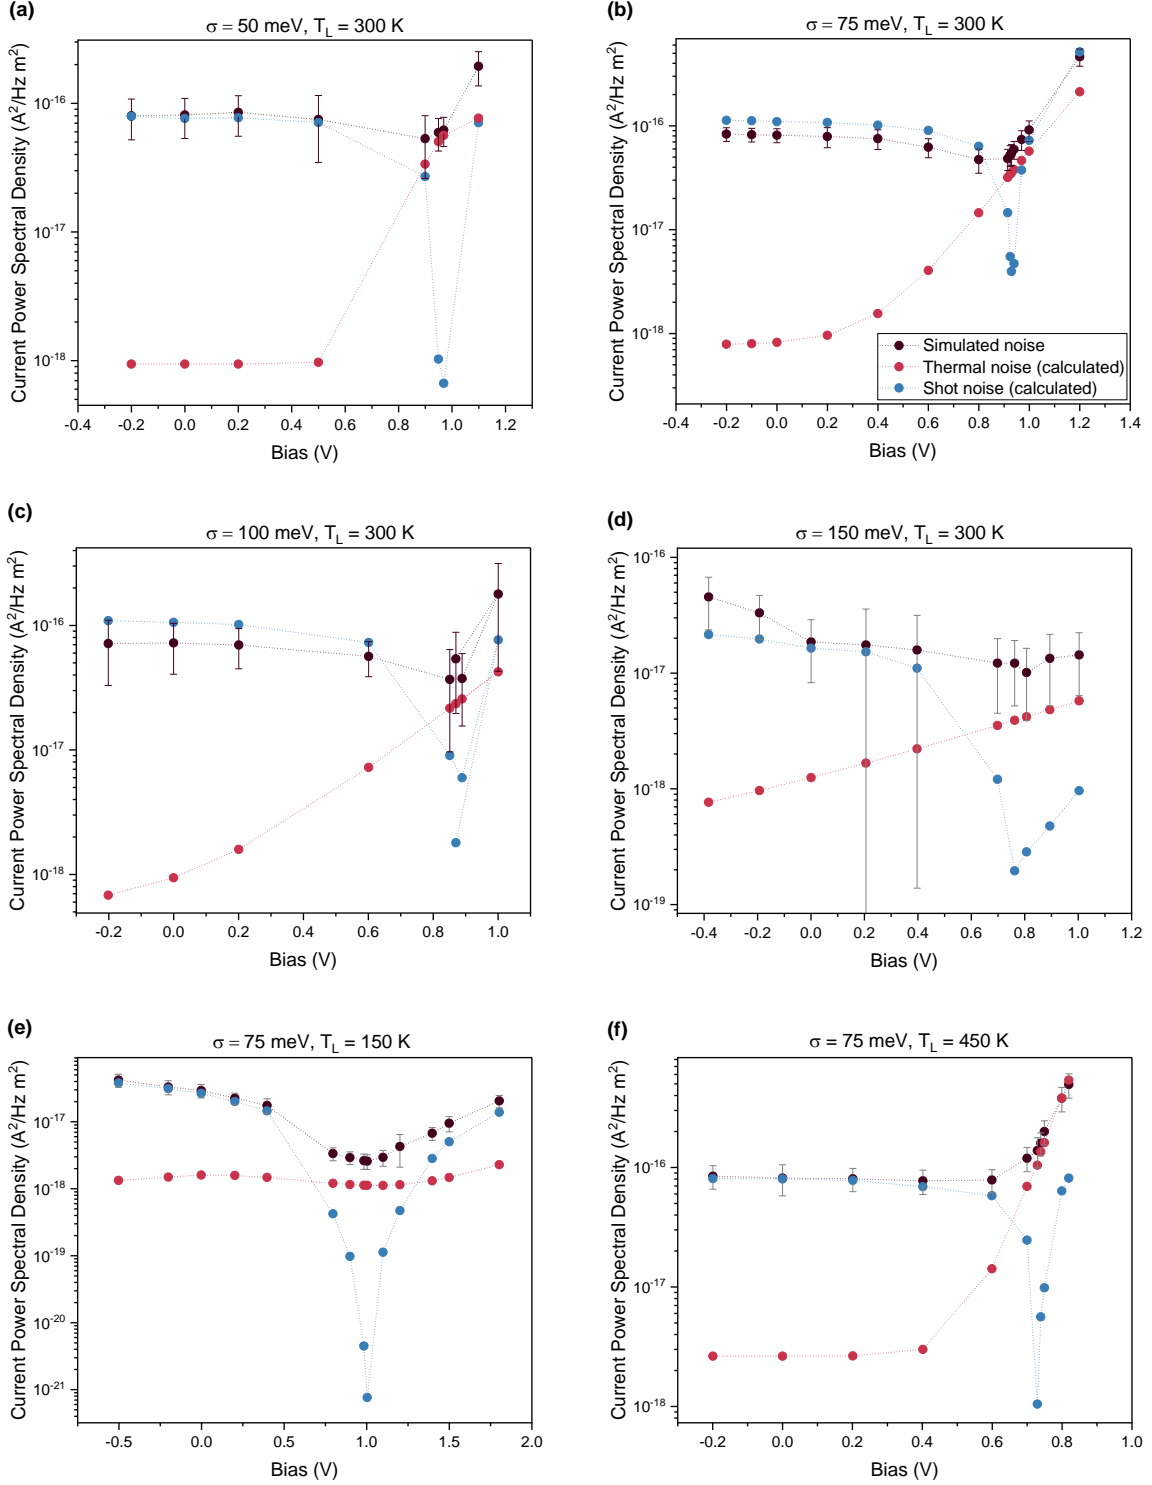 (a)
σ = 50 meV, T_L = 300 K
Current Power Spectral Density (A²/Hz m²)
10⁻¹⁶
10⁻¹⁷
10⁻¹⁸
-0.4 -0.2 0.0 0.2 0.4 0.6 0.8 1.0 1.2
Bias (V)
(b)
σ = 75 meV, T_L = 300 K
Current Power Spectral Density (A²/Hz m²)
10⁻¹⁶
10⁻¹⁷
10⁻¹⁸
Simulated noise
Thermal noise (calculated)
Shot noise (calculated)
-0.4 -0.2 0.0 0.2 0.4 0.6 0.8 1.0 1.2 1.4
Bias (V)
(c)
σ = 100 meV, T_L = 300 K
Current Power Spectral Density (A²/Hz m²)
10⁻¹⁶
10⁻¹⁷
10⁻¹⁸
-0.2 0.0 0.2 0.4 0.6 0.8 1.0
Bias (V)
(d)
σ = 150 meV, T_L = 300 K
Current Power Spectral Density (A²/Hz m²)
10⁻¹⁶
10⁻¹⁷
10⁻¹⁸
10⁻¹⁹
-0.4 -0.2 0.0 0.2 0.4 0.6 0.8 1.0 1.2
Bias (V)
(e)
σ = 75 meV, T_L = 150 K
Current Power Spectral Density (A²/Hz m²)
10⁻¹⁷
10⁻¹⁸
10⁻¹⁹
10⁻²⁰
10⁻²¹
-0.5 0.0 0.5 1.0 1.5 2.0
Bias (V)
(f)
σ = 75 meV, T_L = 450 K
Current Power Spectral Density (A²/Hz m²)
10⁻¹⁶
10⁻¹⁷
10⁻¹⁸
-0.2 0.0 0.2 0.4 0.6 0.8 1.0
Bias (V)